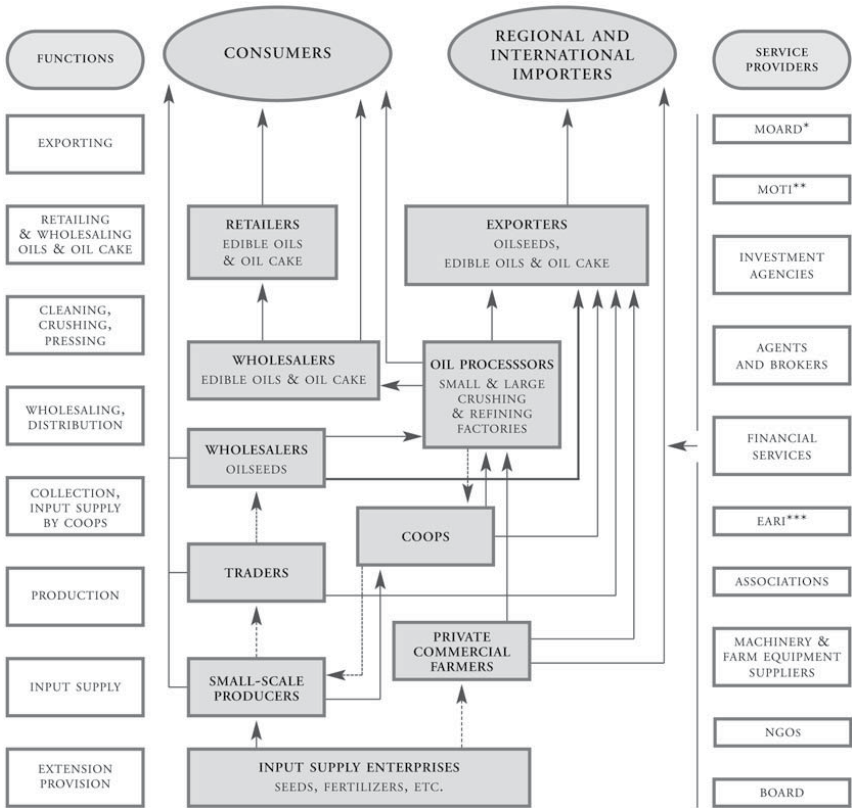 FUNCTIONS
EXPORTING
RETAILING
& WHOLESALING
OILS & OIL CAKE
CLEANING,
CRUSHING,
PRESSING
WHOLESALING,
DISTRIBUTION
COLLECTION,
INPUT SUPPLY
BY COOPS
PRODUCTION
INPUT SUPPLY
EXTENSION
PROVISION
CONSUMERS
REGIONAL AND
INTERNATIONAL
IMPORTERS
RETAILERS
EDIBLE OILS
& OIL CAKE
EXPORTERS
OILSEEDS,
EDIBLE OILS & OIL CAKE
WHOLESALERS
EDIBLE OILS & OIL CAKE
OIL PROCESSSORS
SMALL & LARGE
CRUSHING
& REFINING
FACTORIES
WHOLESALERS
OILSEEDS
COOPS
TRADERS
PRIVATE
COMMERCIAL
FARMERS
SMALL-SCALE
PRODUCERS
INPUT SUPPLY ENTERPRISES
SEEDS, FERTILIZERS, ETC.
SERVICE
PROVIDERS
MOARD*
MOTI**
INVESTMENT
AGENCIES
AGENTS
AND BROKERS
FINANCIAL
SERVICES
EARI***
ASSOCIATIONS
MACHINERY &
FARM EQUIPMENT
SUPPLIERS
NGOS
BOARD